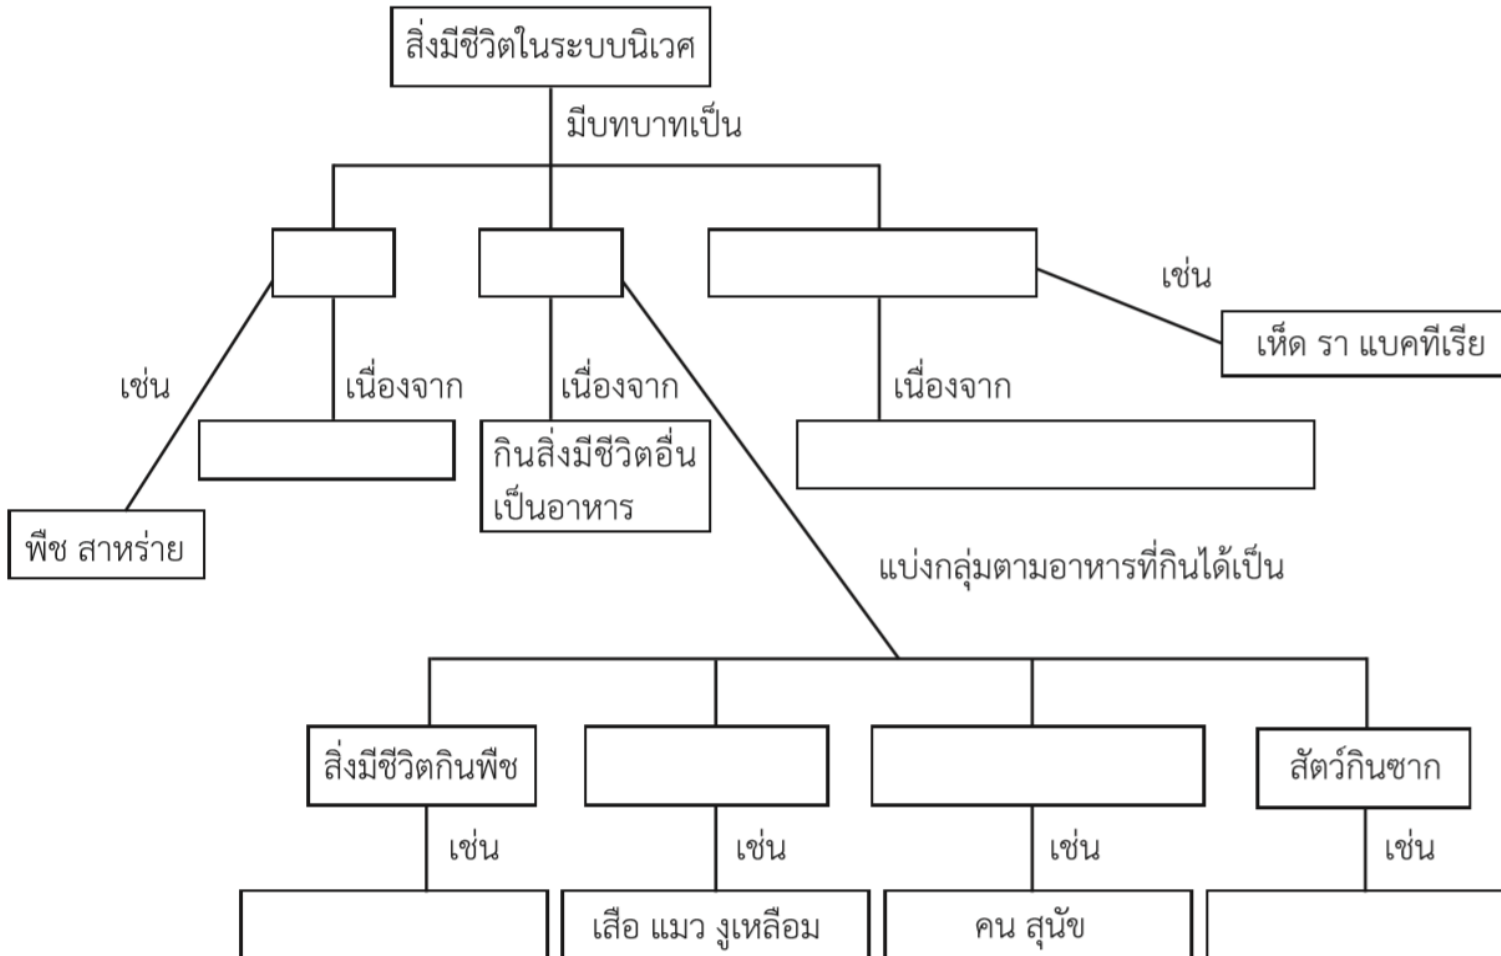 สิ่งมีชีวิตในระบบนิเวศ
มีบทบาทเป็น
เช่น
เห็ด รา แบคทีเรีย
เช่น
เนื่องจาก
เนื่องจาก
เนื่องจาก
กินสิ่งมีชีวิตอื่น
เป็นอาหาร
พืช สาหร่าย
แบ่งกลุ่มตามอาหารที่กินได้เป็น
สิ่งมีชีวิตกินพืช
สัตว์กินซาก
เช่น
เช่น
เช่น
เช่น
เสือ แมว งูเหลือม
คน สุนัข